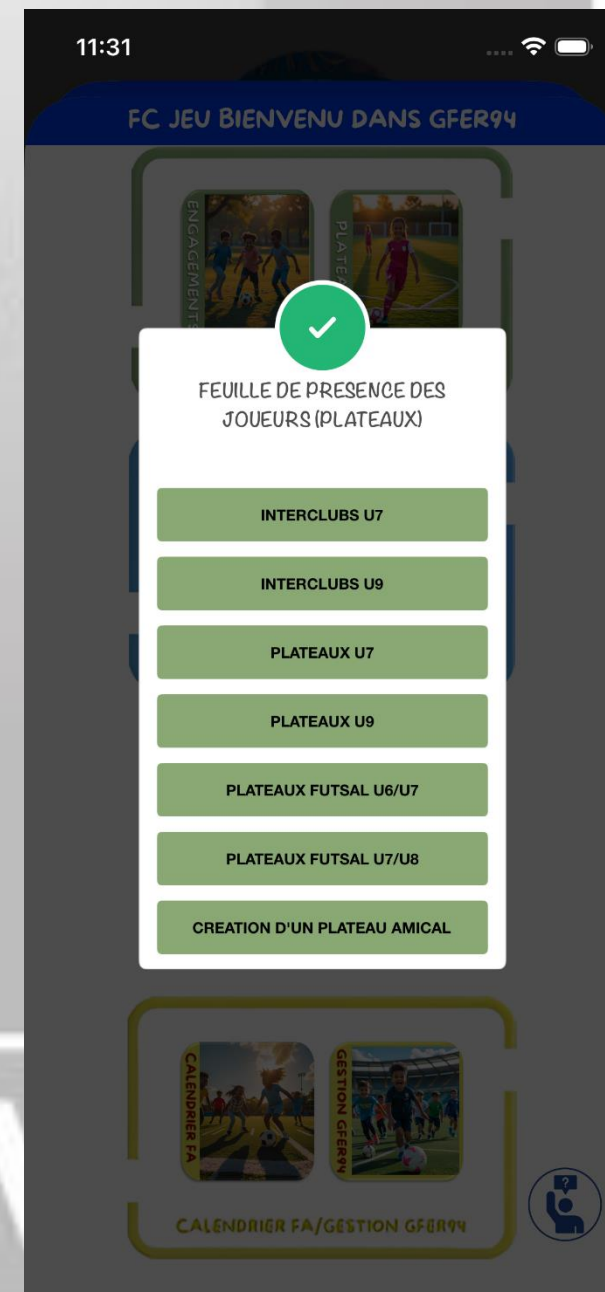 11:31
FC JEU BIENVENU DANS GFER94
ENGAGEMENTS
FEUILLE DE PRESENCE DES
JOUEURS (PLATEAUX)
INTERCLUBS U7
INTERCLUBS U9
PLATEAUX U7
PLATEAUX U9
PLATEAUX FUTSAL U6/U7
PLATEAUX FUTSAL U7/U8
CREATION D'UN PLATEAU AMICAL
CALENDRIER FA
GESTION GFER94
?
CALENDRIER FA/GESTION GFER94